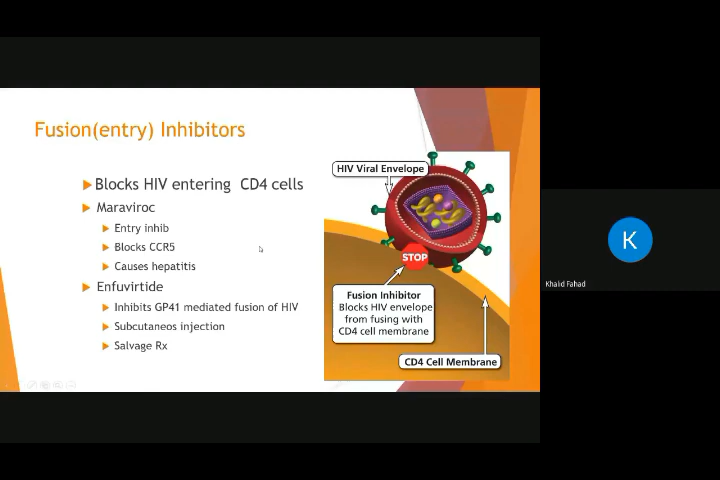 Fusion(entry) Inhibitors
Blocks HIV entering CD4 cells
Maraviroc
Entry inhib
Blocks CCR5
Causes hepatitis
Enfuvirtide
Inhibits GP41 mediated fusion of HIV
Subcutaneos injection
Salvage Rx
HIV Viral Envelope
STOP
Fusion Inhibitor
Blocks HIV envelope
from fusing with
CD4 cell membrane
CD4 Cell Membrane
K
Khalid Fahad